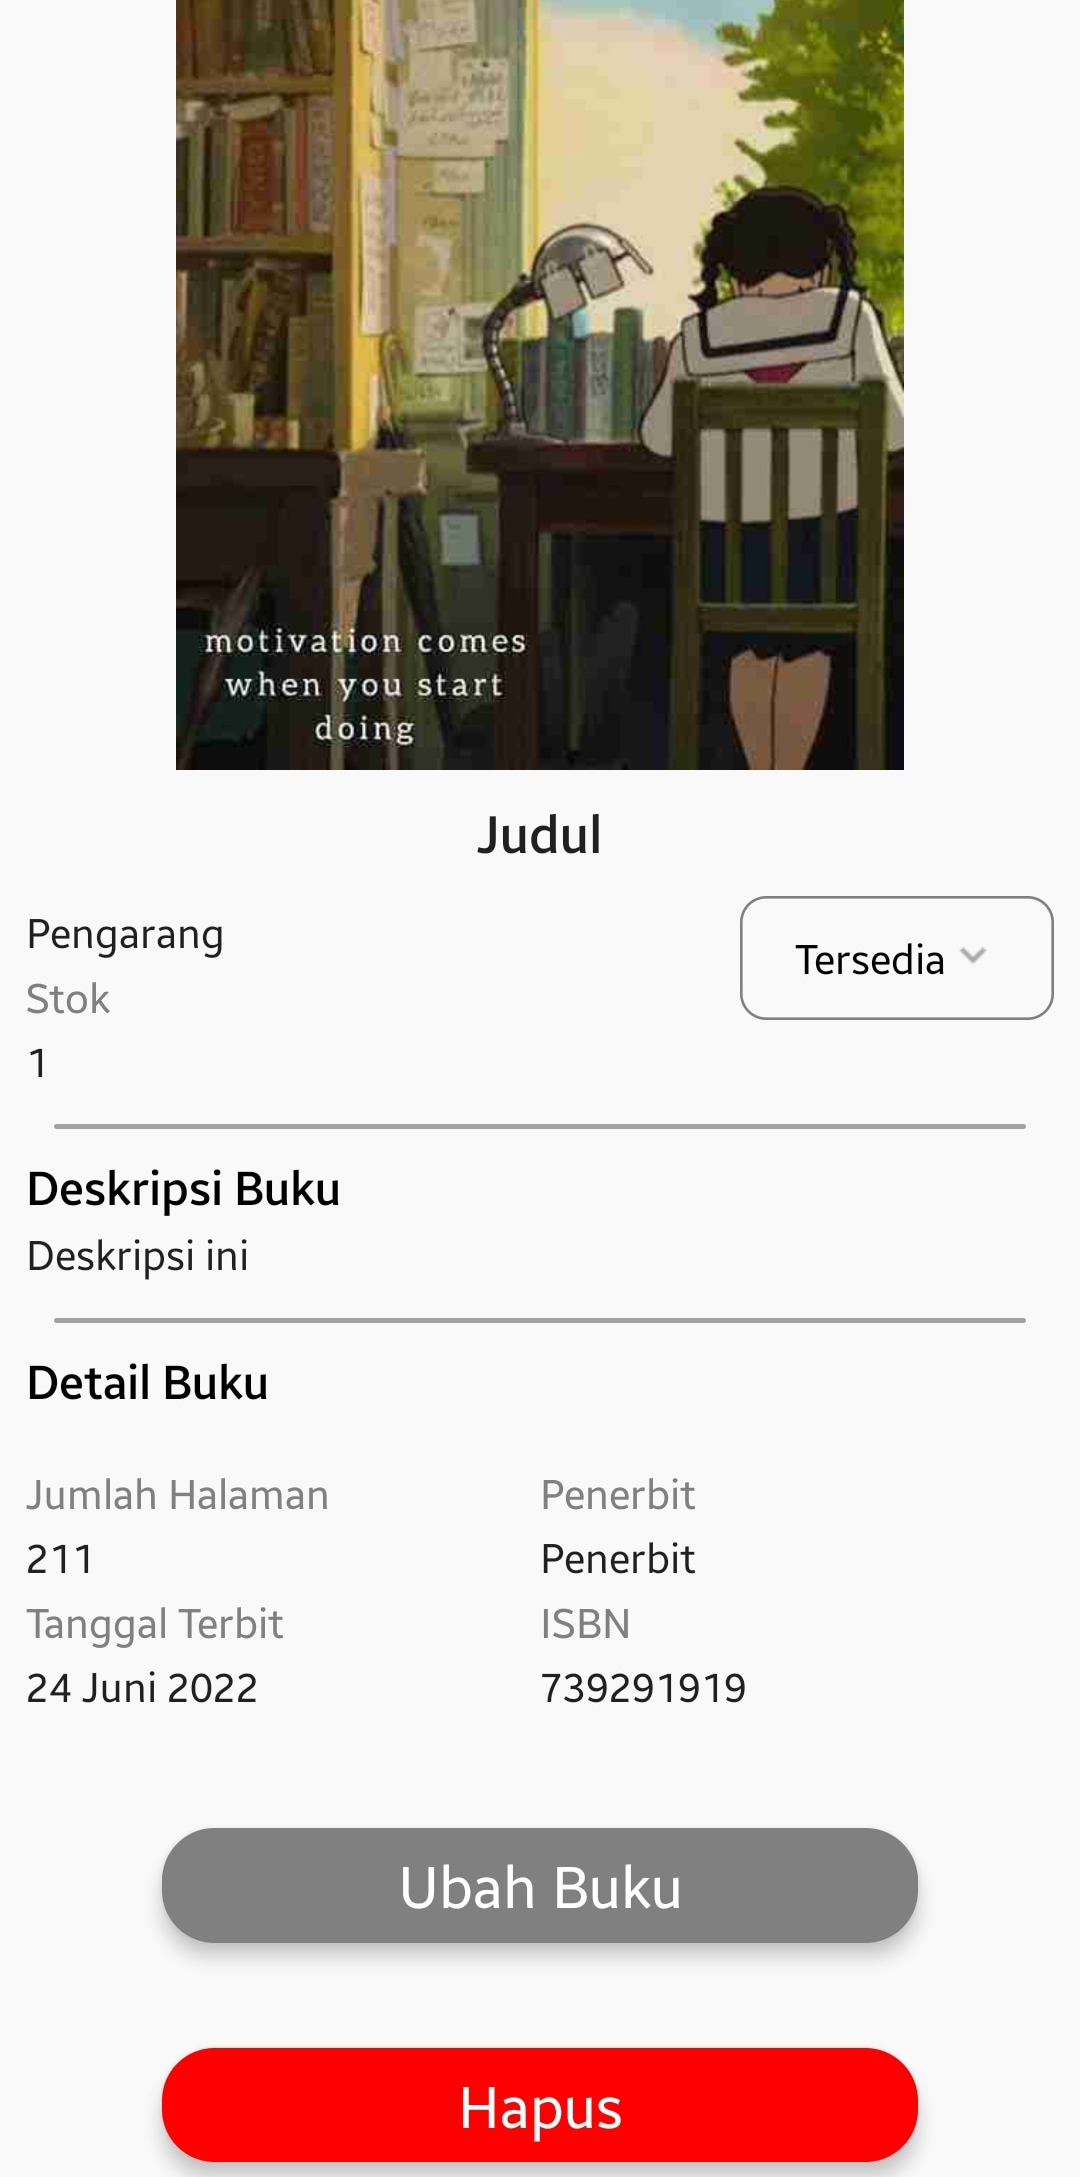 motivation comes
when you start
doing
Judul
Pengarang
Tersedia
Stok
1
Deskripsi Buku
Deskripsi ini
Detail Buku
Jumlah Halaman
Penerbit
211
Penerbit
Tanggal Terbit
ISBN
24 Juni 2022
739291919
Ubah Buku
Hapus